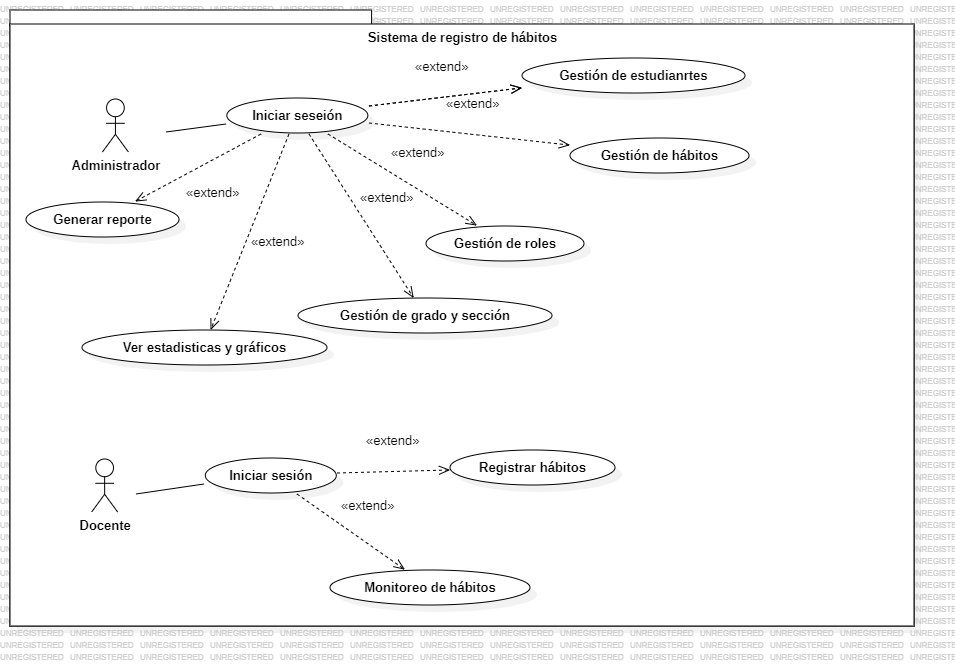 Sistema de registro de hábitos
«extend»
Gestión de estudianrtes
«extend»
Iniciar seseión
Administrador
«extend»
Gestión de hábitos
«extend»
«extend»
Generar reporte
«extend»
Gestión de roles
Gestión de grado y sección
Ver estadisticas y gráficos
«extend»
Iniciar sesión
Registrar hábitos
Docente
«extend»
Monitoreo de hábitos
UNREGISTERED